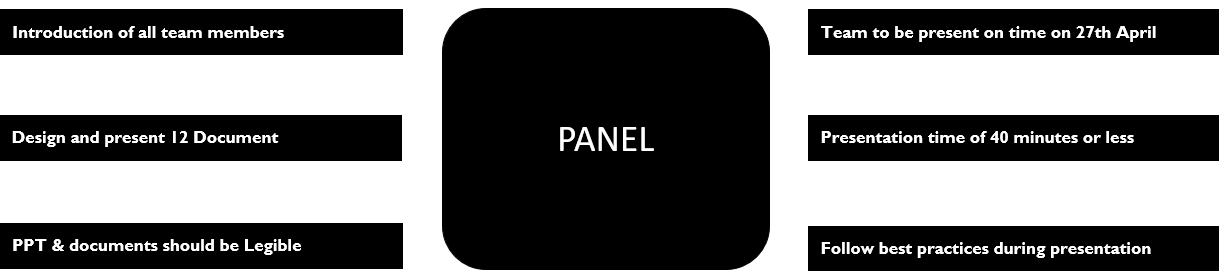 Introduction of all team members
Design and present 12 Document
PPT & documents should be Legible
PANEL
Team to be present on time on 27th April
Presentation time of 40 minutes or less
Follow best practices during presentation